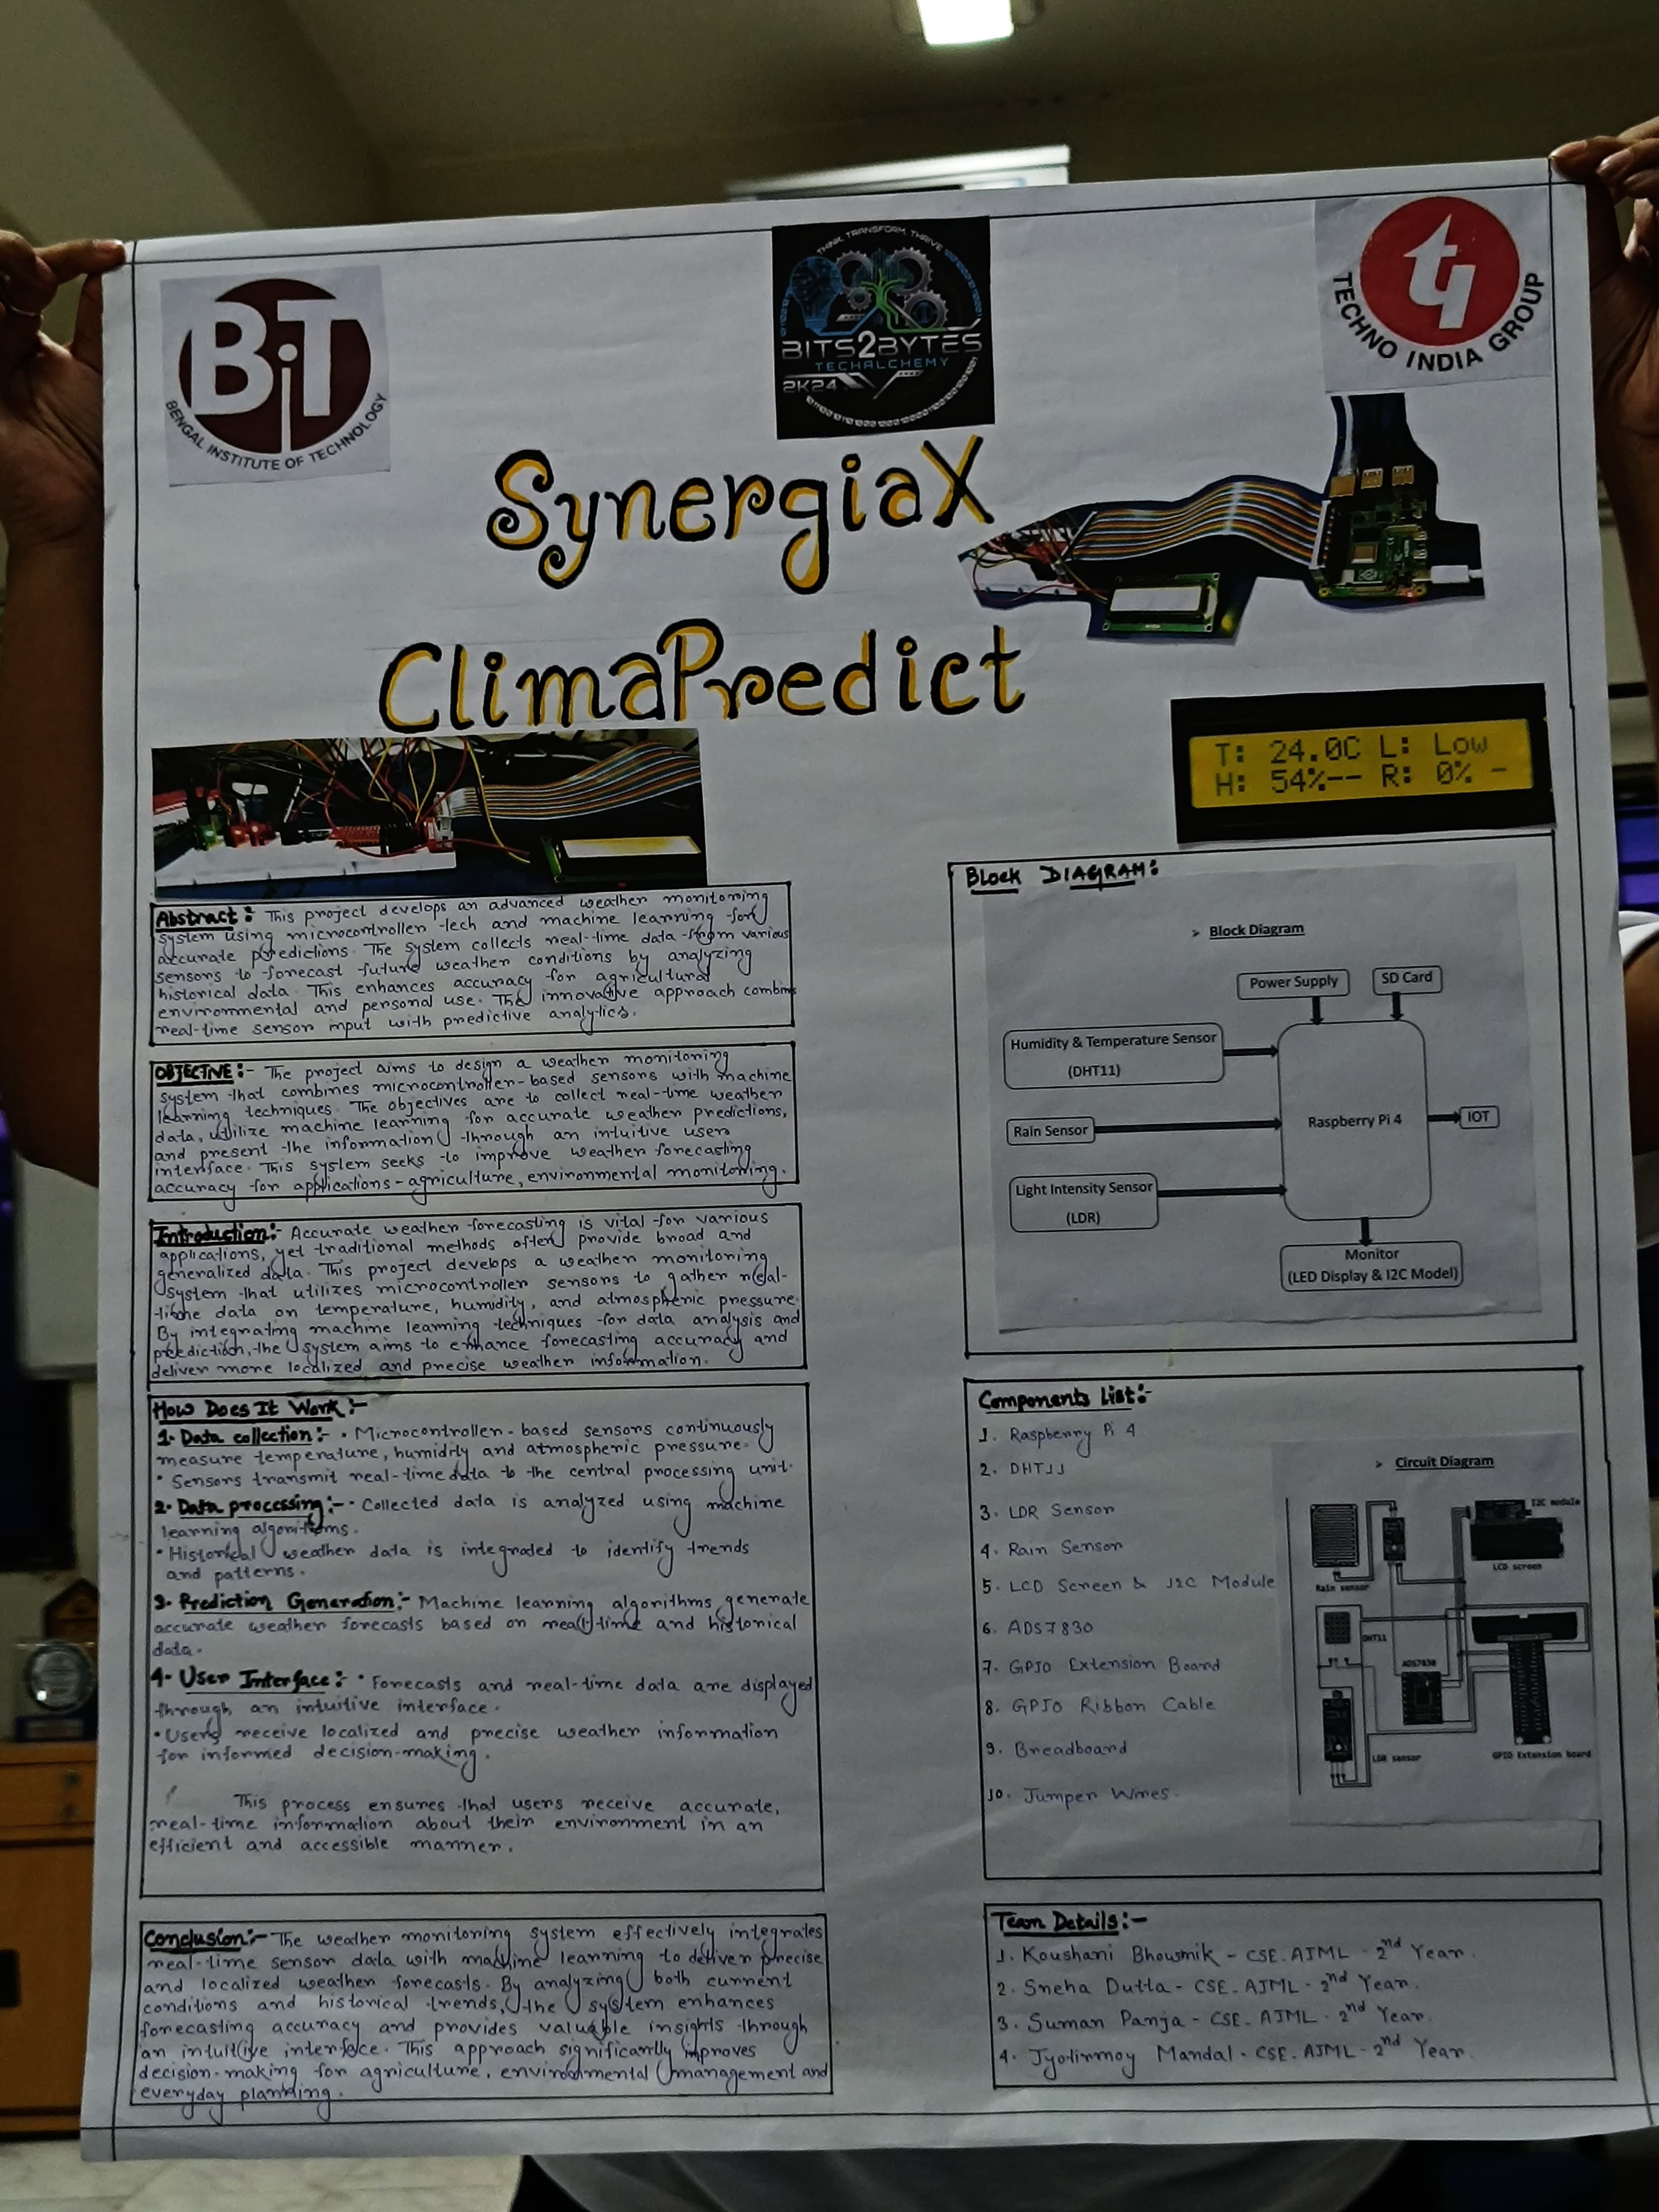 BiT
BENGAL INSTITUTE OF TECHNOLOGY
THINK, TRANSFORM, THRIVE
BITS2BYTES
TECHALCHEMY
2K24
TECHNO INDIA GROUP
SynergiaX
ClimaPredict
T: 24.0C L: Low
H: 54%-- R: 0% -
Abstract:- This project develops an advanced weather monitoring
system using microcontroller tech and machine learning for
accurate predictions. The system collects real-time data from various
sensors to forecast future weather conditions by analyzing
historical data. This enhances accuracy for agricultural
environmental and personal use. The innovative approach combins
real-time sensor input with predictive analytics.
OBJECTIVE:- The project aims to design a weather monitoring
system that combines microcontroller-based sensors with machine
learning techniques. The objectives are to collect real-time weather
data, utilize machine learning for accurate weather predictions,
and present the information through an intuitive users
interface. This system seeks to improve weather forecasting
accuracy for applications - agriculture, environmental monitoring.
Introduction:- Accurate weather forecasting is vital for various
applications, yet traditional methods often provide broad and
generalized data. This project develops a weather monitoring
system that utilizes microcontroller sensors to gather real-
time data on temperature, humidity, and atmospheric pressure.
By integrating machine learning techniques for data analysis and
prediction, the system aims to enhance forecasting accuracy and
deliver more localized and precise weather information.
How Does It Work:-
1. Data collection:- • Microcontroller-based sensors continuously
measure temperature, humidity and atmospheric pressure.
• Sensors transmit real-time data to the central processing unit.
2. Data processing:- • Collected data is analyzed using machine
learning algorithms.
• Historical weather data is integrated to identify trends
and patterns.
3. Prediction Generation:- Machine learning algorithms generate
accurate weather forecasts based on real-time and historical
data.
4. User Interface:- • Forecasts and real-time data are displayed
through an intuitive interface.
• Users receive localized and precise weather information
for informed decision-making.
This process ensures that users receive accurate,
real-time information about their environment in an
efficient and accessible manner.
Conclusion:- The weather monitoring system effectively integrates
real-time sensor data with machine learning to deliver precise
and localized weather forecasts. By analyzing both current
conditions and historical trends, the system enhances
forecasting accuracy and provides valuable insights through
an intuitive interface. This approach significantly improves
decision-making for agriculture, environmental management and
everyday planning.
Block DIAGRAM:
➢ Block Diagram
Power Supply
SD Card
Humidity & Temperature Sensor
(DHT11)
Rain Sensor
Raspberry Pi 4
IOT
Light Intensity Sensor
(LDR)
Monitor
(LED Display & I2C Model)
Components List:-
1. Raspberry Pi 4
2. DHT11
3. LDR Sensor
4. Rain Sensor
5. LCD Screen & I2C Module
6. ADS7830
7. GPIO Extension Board
8. GPIO Ribbon Cable
9. Breadboard
10. Jumper Wires.
➢ Circuit Diagram
I2C module
LCD screen
Rain sensor
DHT11
ADS7830
LDR sensor
GPIO Extension board
Team Details:-
1. Koushani Bhowmik - CSE.AIML - 2nd Year.
2. Sneha Dutta - CSE.AIML - 2nd Year.
3. Suman Panja - CSE. AIML - 2nd Year.
4. Jyotirmoy Mandal - CSE.AIML - 2nd Year.